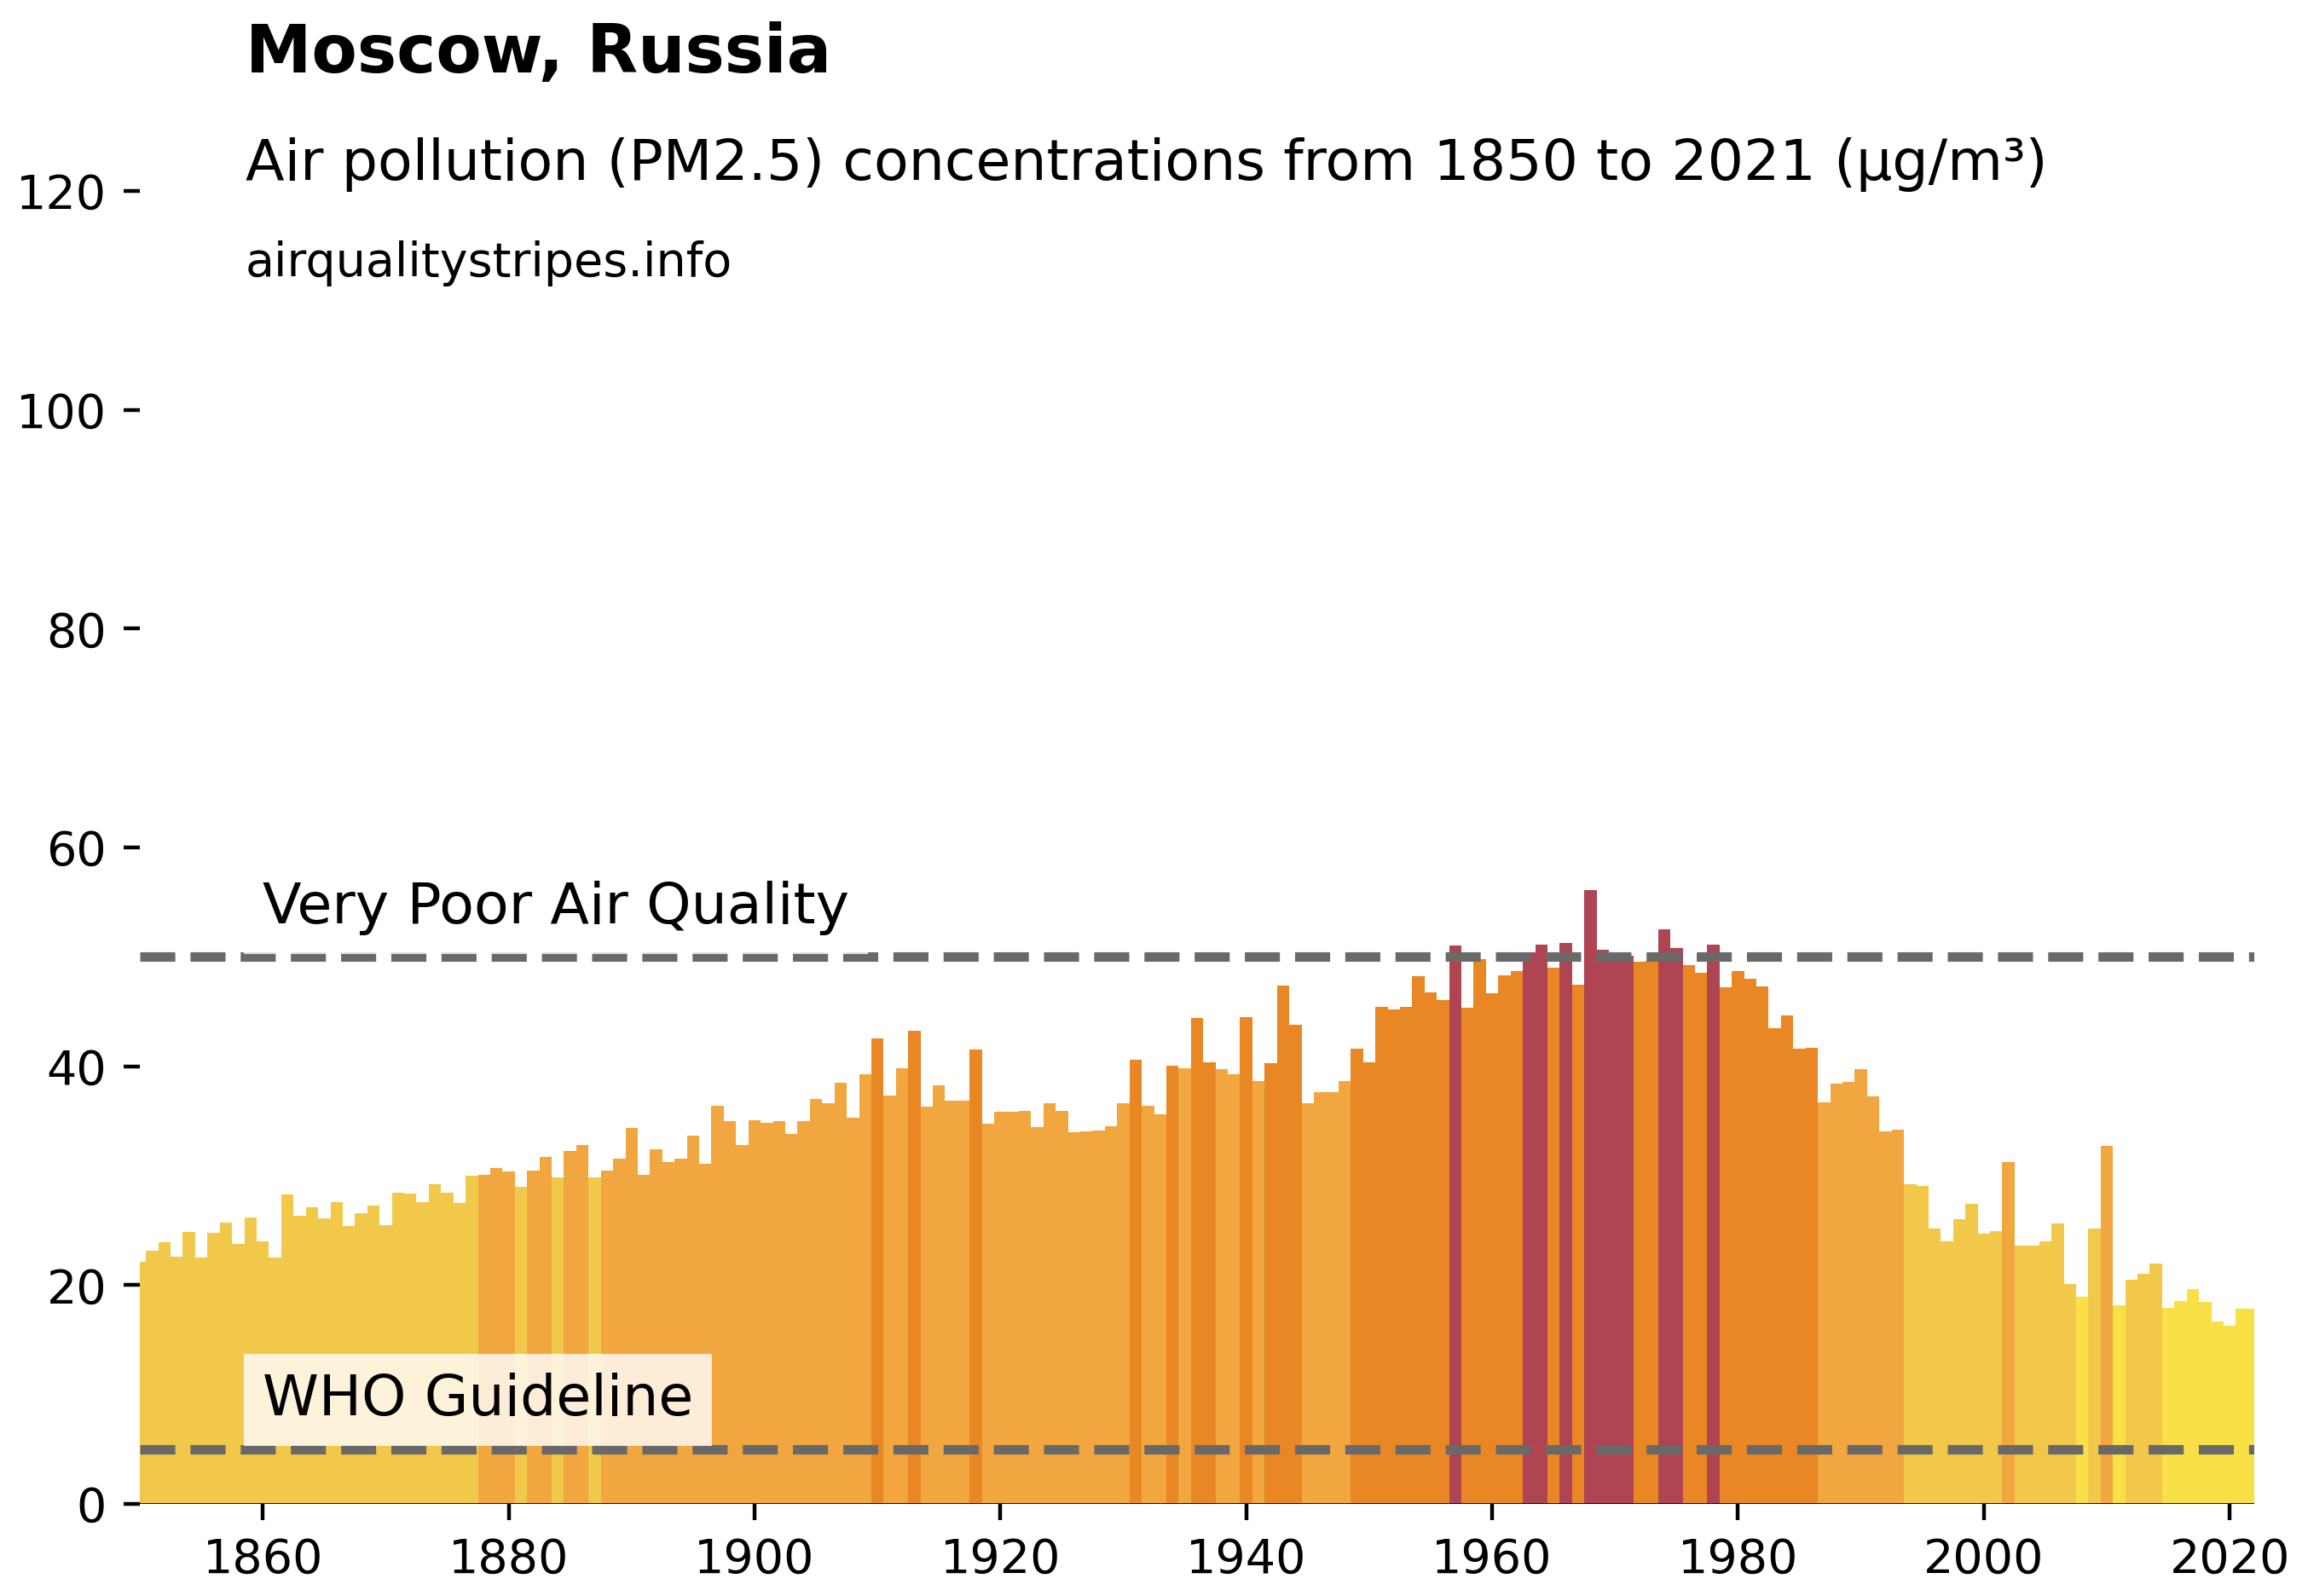 Moscow, Russia
Air pollution (PM2.5) concentrations from 1850 to 2021 (µg/m³)
airqualitystripes.info
120
100
80
60
Very Poor Air Quality
40
20
WHO Guideline
0
1860 1880 1900 1920 1940 1960 1980 2000 2020